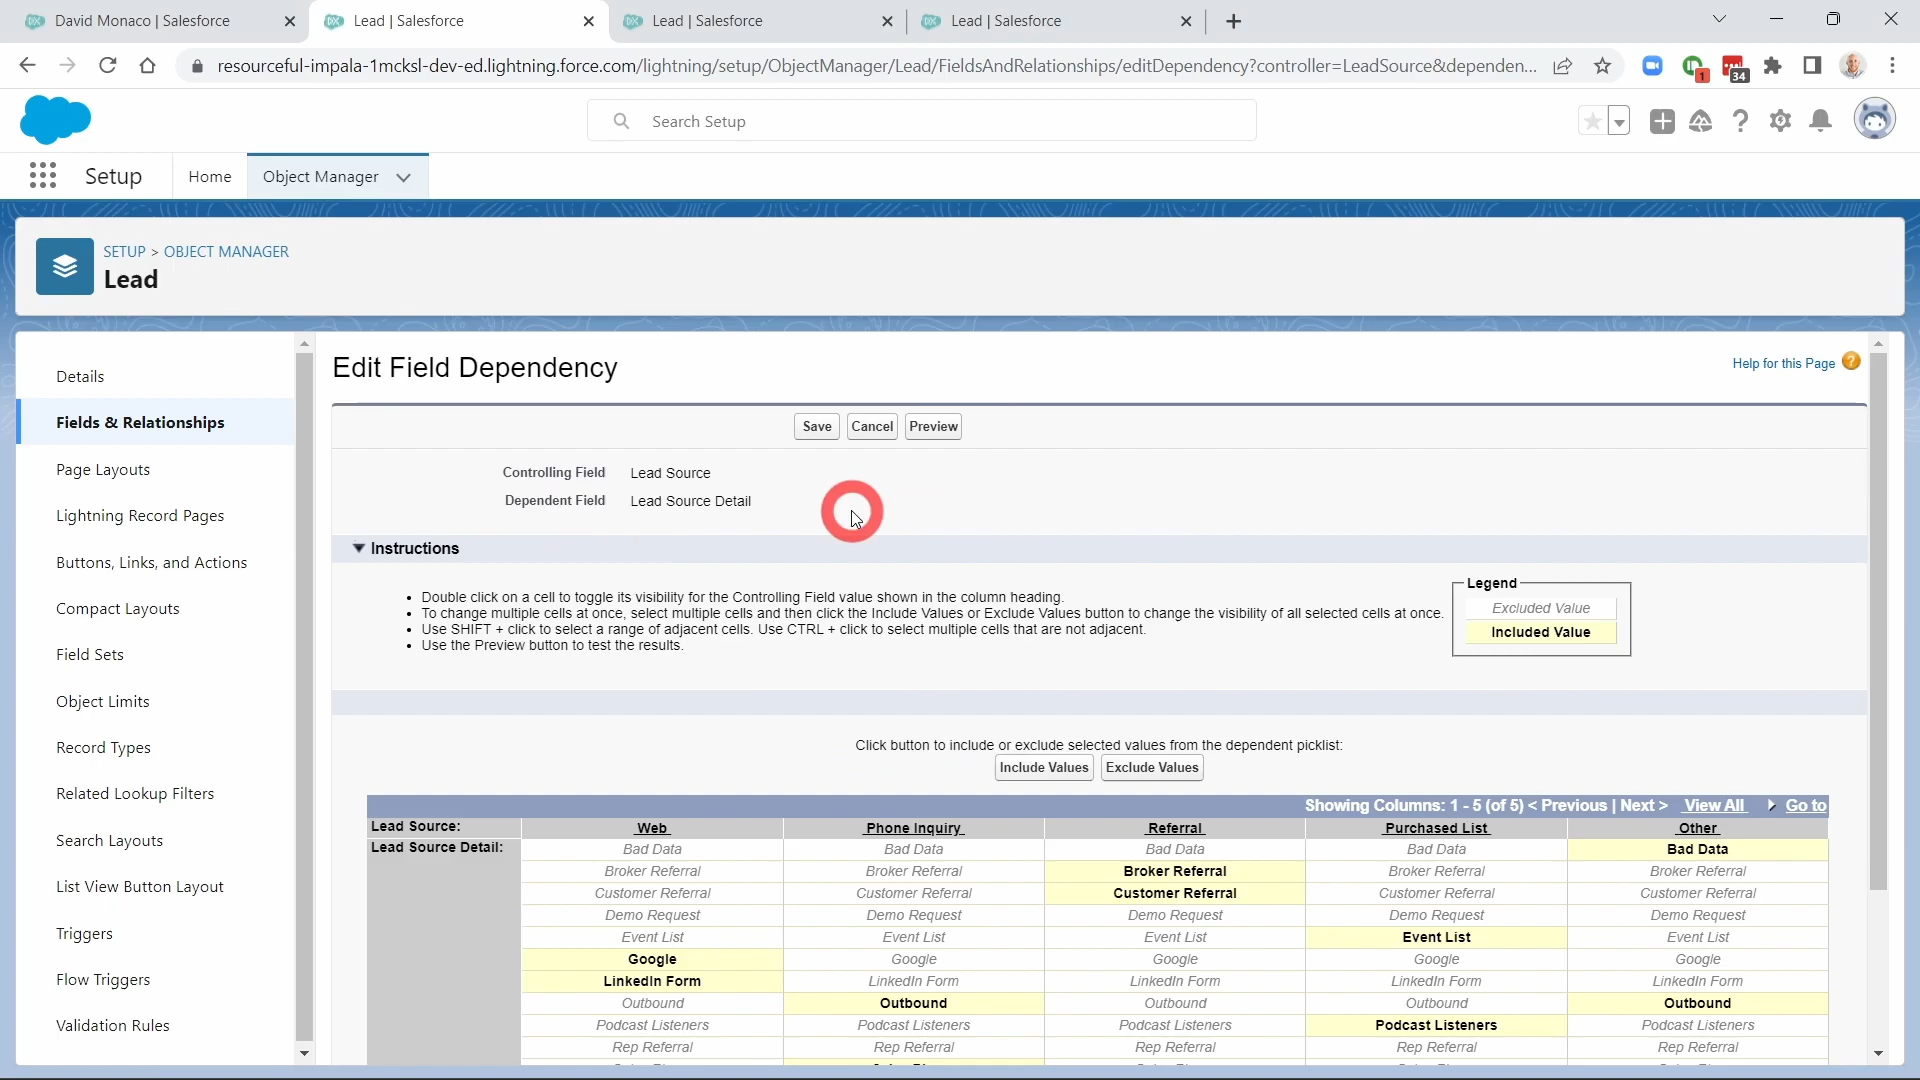 David Monaco | Salesforce
Lead | Salesforce
Lead | Salesforce
Lead | Salesforce
resourceful-impala-1mcksl-dev-ed.lightning.force.com/lightning/setup/ObjectManager/Lead/FieldsAndRelationships/editDependency?controller=LeadSource&dependen...
1
34
Search Setup
Setup
Home
Object Manager
SETUP > OBJECT MANAGER
Lead
Details
Fields & Relationships
Page Layouts
Lightning Record Pages
Buttons, Links, and Actions
Compact Layouts
Field Sets
Object Limits
Record Types
Related Lookup Filters
Search Layouts
List View Button Layout
Triggers
Flow Triggers
Validation Rules
Edit Field Dependency
Help for this Page
Save Cancel Preview
Controlling Field Lead Source
Dependent Field Lead Source Detail
Instructions
• Double click on a cell to toggle its visibility for the Controlling Field value shown in the column heading.
• To change multiple cells at once, select multiple cells and then click the Include Values or Exclude Values button to change the visibility of all selected cells at once.
• Use SHIFT + click to select a range of adjacent cells. Use CTRL + click to select multiple cells that are not adjacent.
• Use the Preview button to test the results.
Legend
Excluded Value
Included Value
Click button to include or exclude selected values from the dependent picklist:
Include Values Exclude Values
Showing Columns: 1 - 5 (of 5) < Previous | Next > View All Go to
Lead Source: Web Phone Inquiry Referral Purchased List Other
Lead Source Detail: Bad Data Bad Data Bad Data Bad Data Bad Data
Broker Referral Broker Referral Broker Referral Broker Referral Broker Referral
Customer Referral Customer Referral Customer Referral Customer Referral Customer Referral
Demo Request Demo Request Demo Request Demo Request Demo Request
Event List Event List Event List Event List Event List
Google Google Google Google Google
LinkedIn Form LinkedIn Form LinkedIn Form LinkedIn Form LinkedIn Form
Outbound Outbound Outbound Outbound Outbound
Podcast Listeners Podcast Listeners Podcast Listeners Podcast Listeners Podcast Listeners
Rep Referral Rep Referral Rep Referral Rep Referral Rep Referral